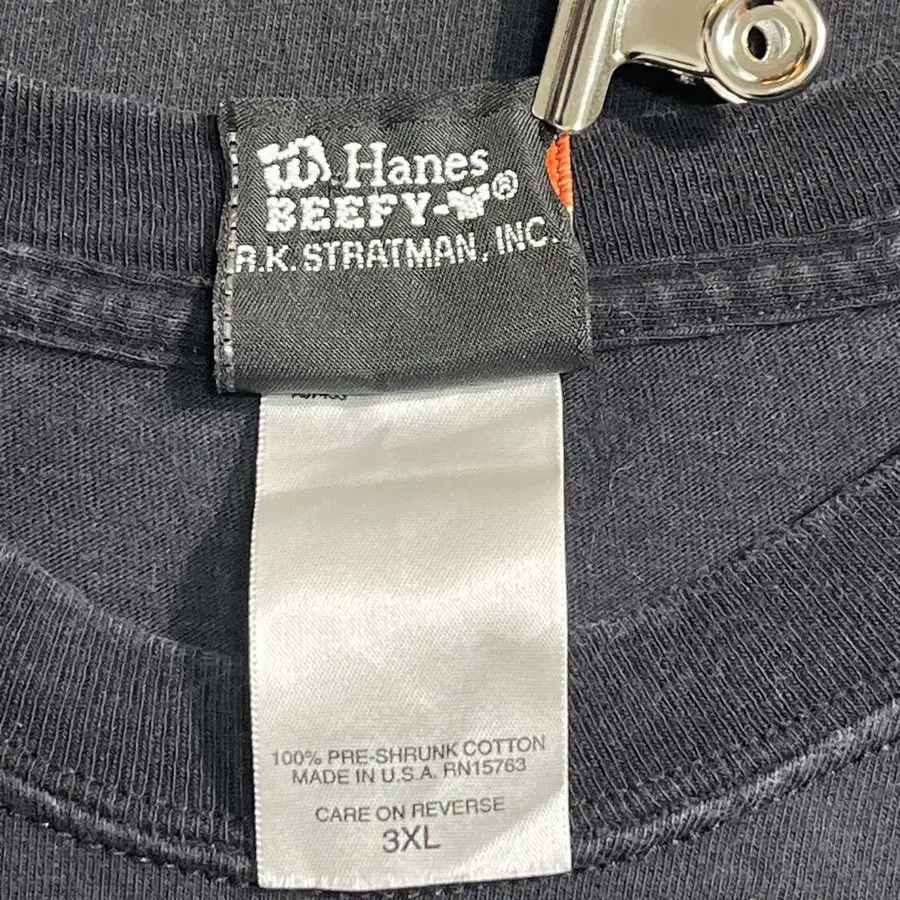 Hanes
BEEFY-®
R.K. STRATMAN, INC.
100% PRE-SHRUNK COTTON
MADE IN U.S.A. RN15763
CARE ON REVERSE
3XL